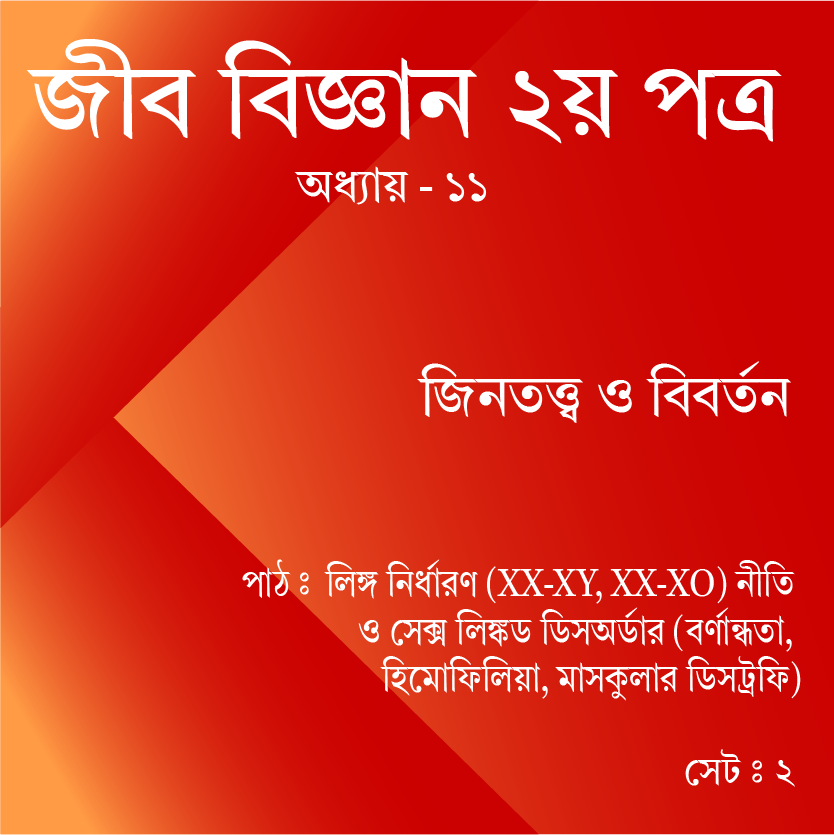 জীব বিজ্ঞান ২য় পত্র
অধ্যায় - ১১
জিনতত্ত্ব ও বিবর্তন
পাঠ ঃ লিঙ্গ নির্ধারণ (XX-XY, XX-XO) নীতি
ও সেক্স লিঙ্কড ডিসঅর্ডার (বর্ণান্ধতা,
হিমোফিলিয়া, মাসকুলার ডিসট্রফি)
সেট ঃ ২